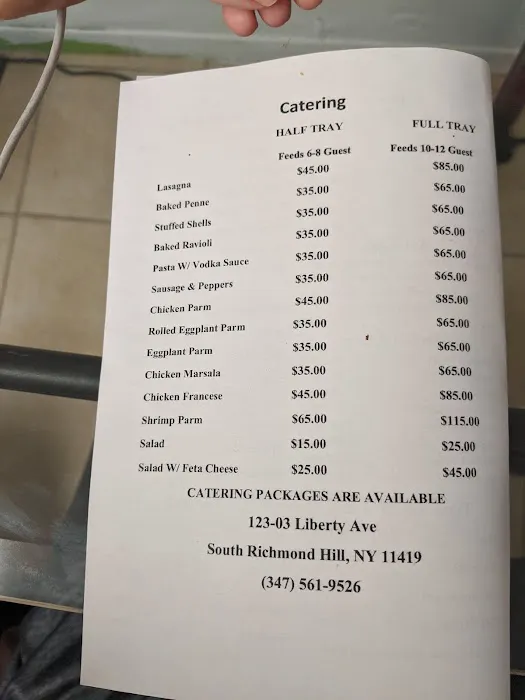 Catering
HALF TRAY FULL TRAY
Feeds 6-8 Guest Feeds 10-12 Guest
Lasagna $45.00 $85.00
Baked Penne $35.00 $65.00
Stuffed Shells $35.00 $65.00
Baked Ravioli $35.00 $65.00
Pasta W/ Vodka Sauce $35.00 $65.00
Sausage & Peppers $35.00 $65.00
Chicken Parm $45.00 $85.00
Rolled Eggplant Parm $35.00 $65.00
Eggplant Parm $35.00 $65.00
Chicken Marsala $35.00 $65.00
Chicken Francese $45.00 $85.00
Shrimp Parm $65.00 $115.00
Salad $15.00 $25.00
Salad W/ Feta Cheese $25.00 $45.00
CATERING PACKAGES ARE AVAILABLE
123-03 Liberty Ave
South Richmond Hill, NY 11419
(347) 561-9526